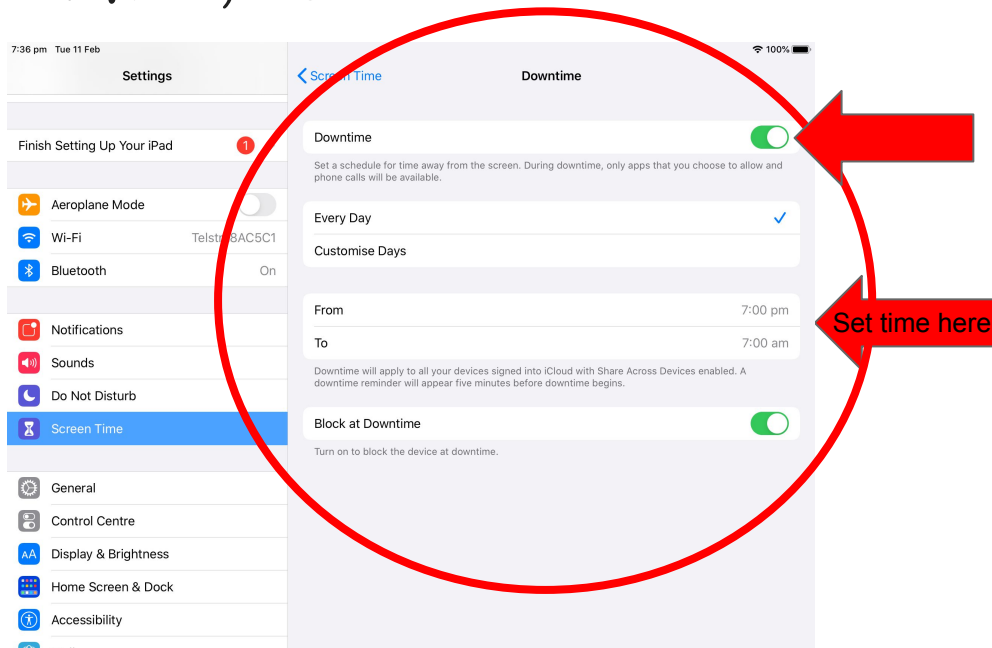 7:36 pm Tue 11 Feb
100%
Settings
Screen Time
Downtime
Finish Setting Up Your iPad
1
Aeroplane Mode
Wi-Fi
8AC5C1
Bluetooth
On
Notifications
Sounds
Do Not Disturb
Screen Time
General
Control Centre
AA
Display & Brightness
Home Screen & Dock
Accessibility
Downtime
Set a schedule for time away from the screen. During downtime, only apps that you choose to allow and
phone calls will be available.
Every Day
Customise Days
From
7:00 pm
Set time here
To
7:00 am
Downtime will apply to all your devices signed into iCloud with Share Across Devices enabled. A
downtime reminder will appear five minutes before downtime begins.
Block at Downtime
Turn on to block the device at downtime.